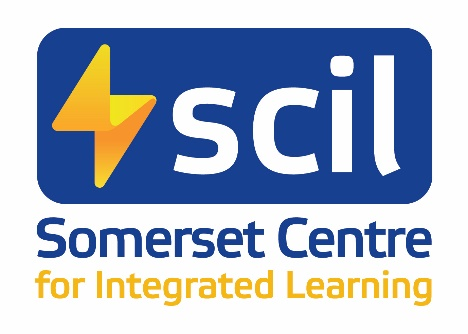 scil
Somerset Centre
for Integrated Learning